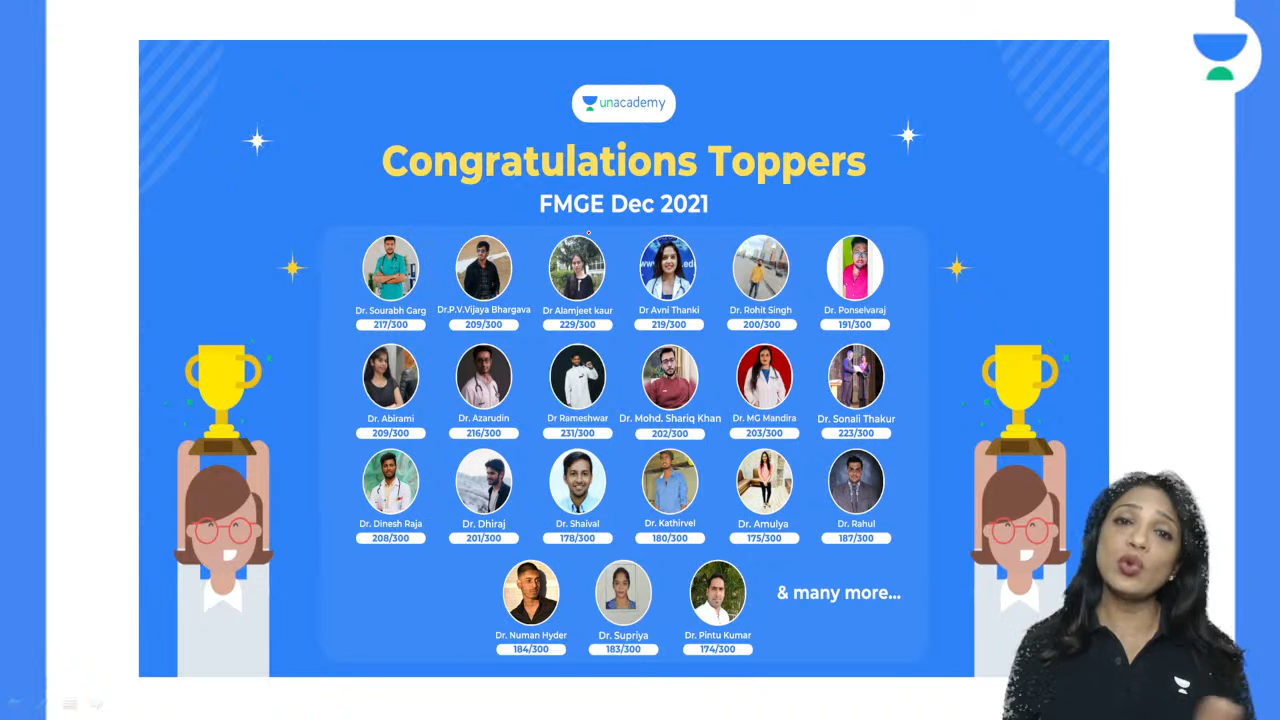 unacademy
Congratulations Toppers
FMGE Dec 2021
Dr. Sourabh Garg Dr.P.V.Vijaya Bhargava Dr Alamjeet kaur Dr Avni Thanki Dr. Rohit Singh Dr. Ponselvaraj
217/300 209/300 229/300 219/300 200/300 191/300
Dr. Abirami Dr. Azarudin Dr Rameshwar Dr. Mohd. Shariq Khan Dr. MG Mandira Dr. Sonali Thakur
209/300 216/300 231/300 202/300 203/300 223/300
Dr. Dinesh Raja Dr. Dhiraj Dr. Shaival Dr. Kathirvel Dr. Amulya Dr. Rahul
208/300 201/300 178/300 180/300 175/300 187/300
& many more...
Dr. Numan Hyder Dr. Supriya Dr. Pintu Kumar
184/300 183/300 174/300